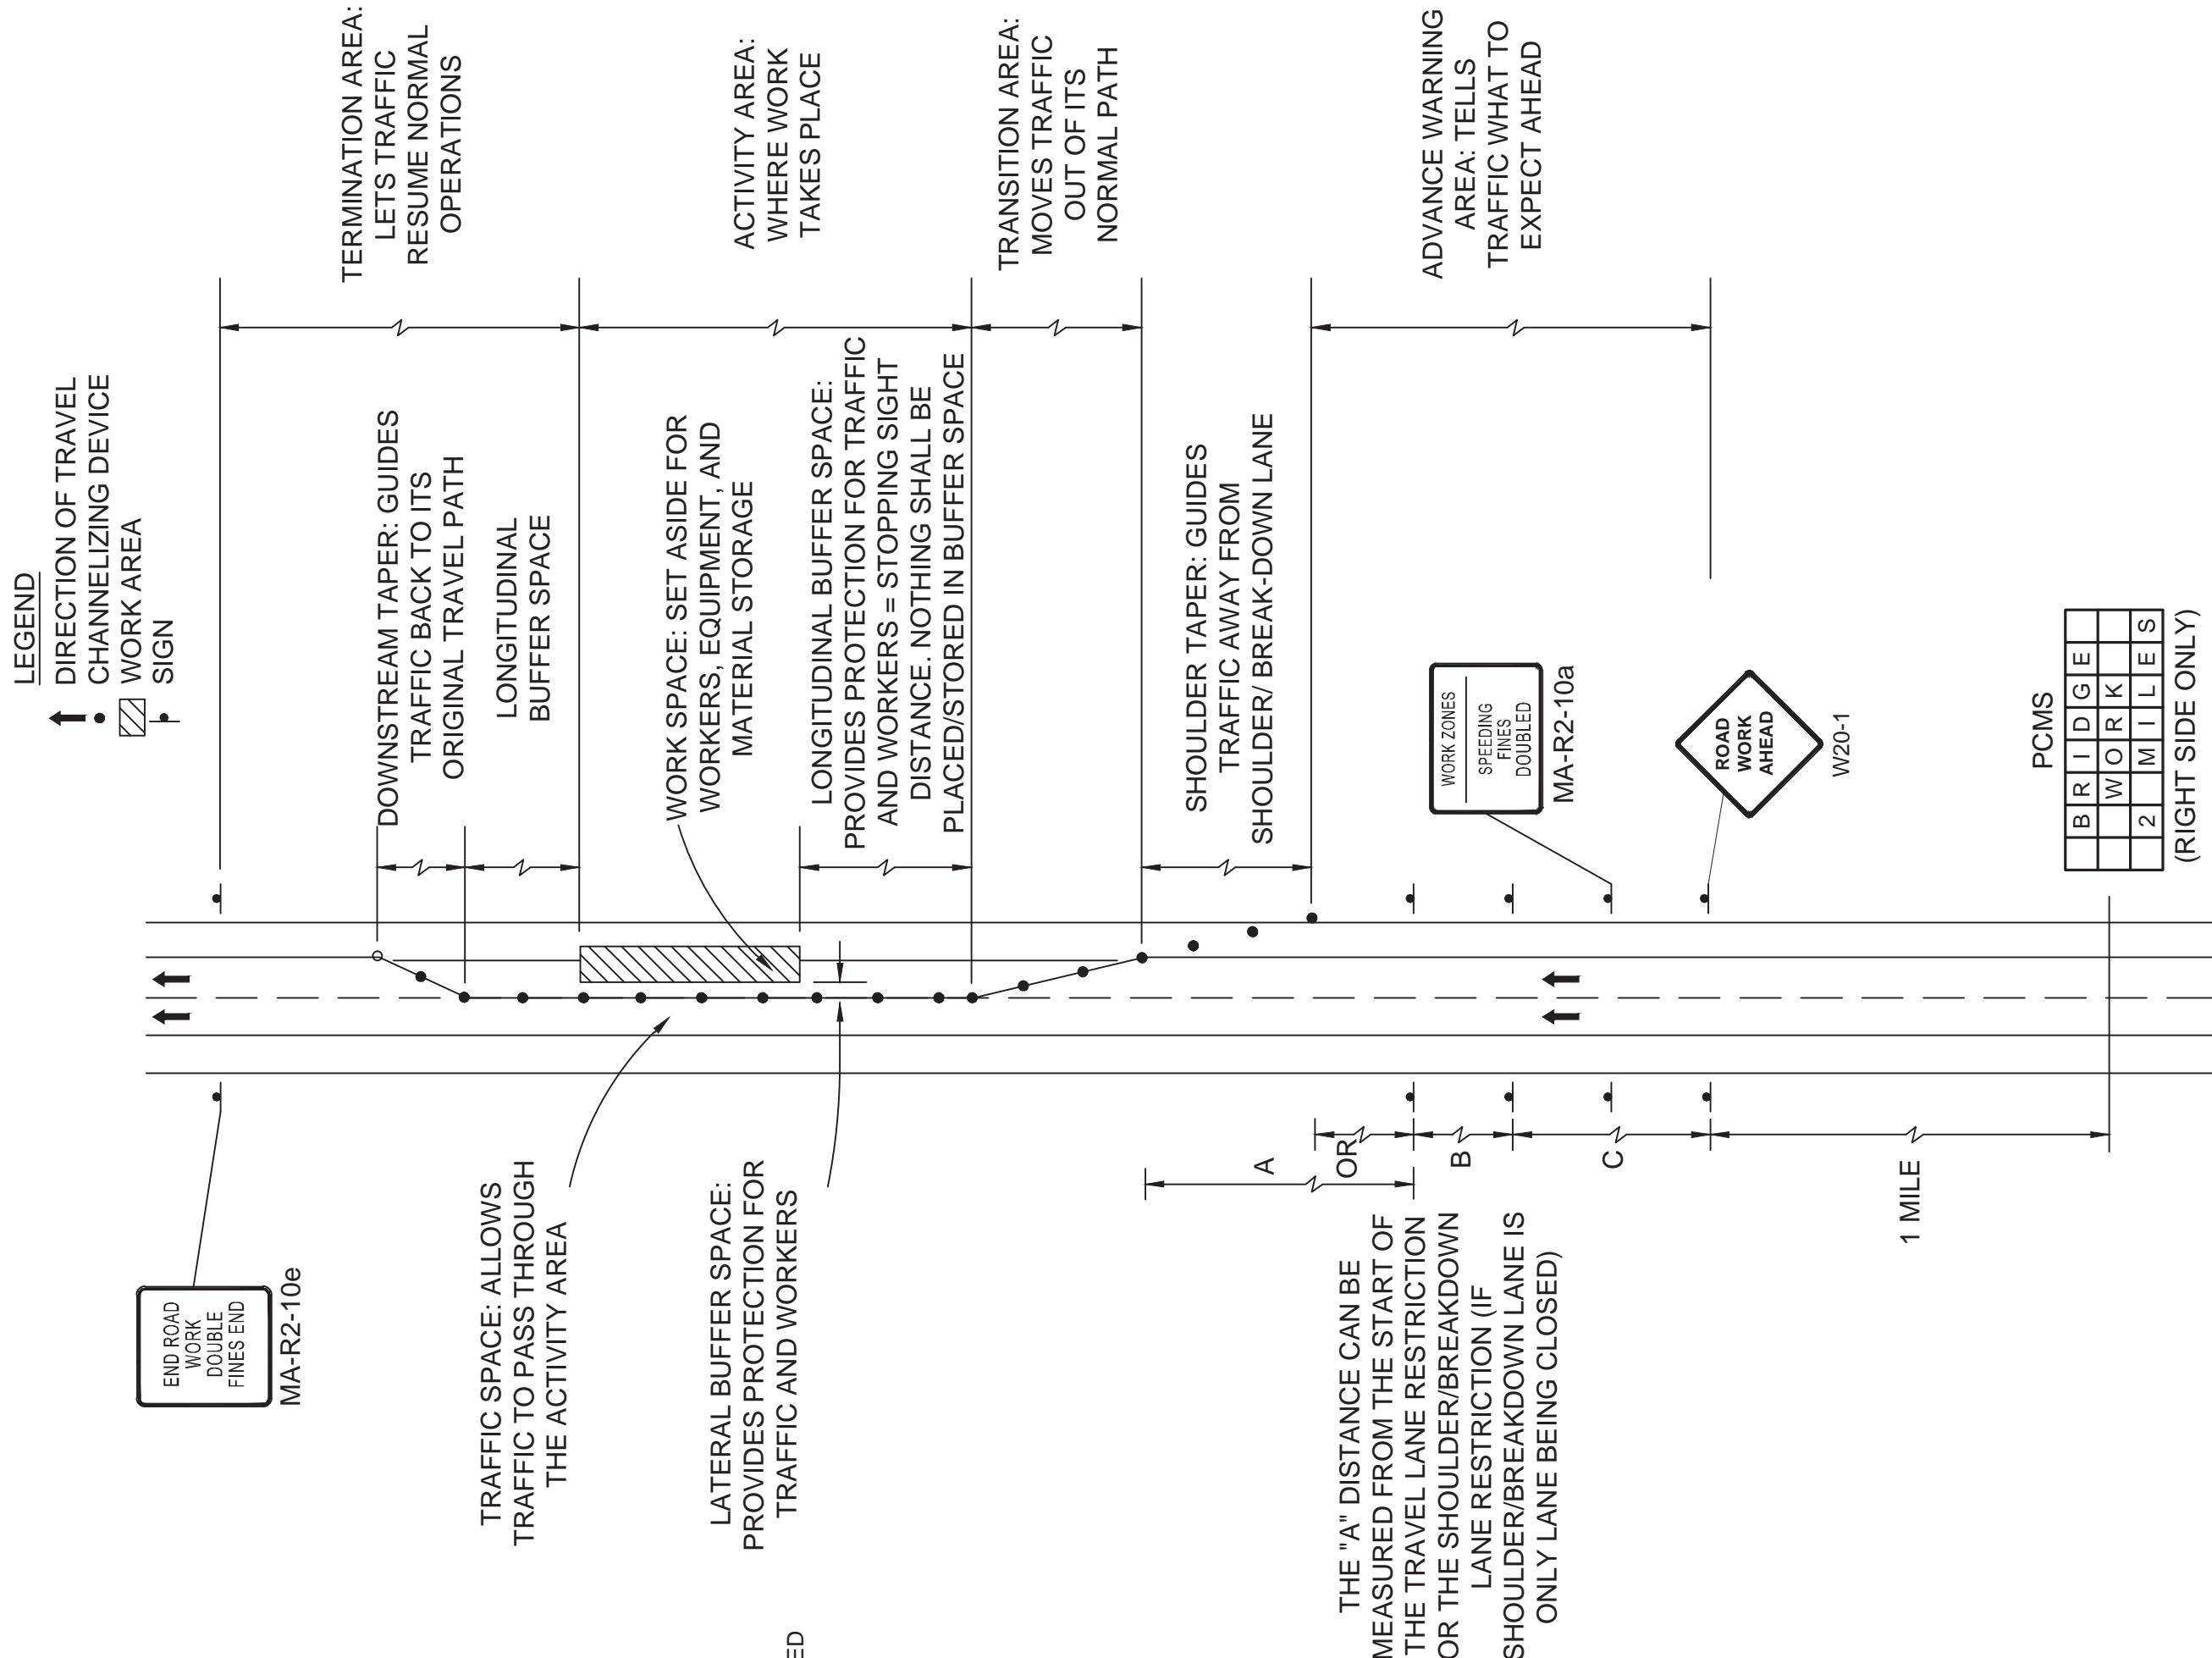 LEGEND
DIRECTION OF TRAVEL
CHANNELIZING DEVICE
WORK AREA
SIGN
TERMINATION AREA:
LETS TRAFFIC
RESUME NORMAL
OPERATIONS
ACTIVITY AREA:
WHERE WORK
TAKES PLACE
TRANSITION AREA:
MOVES TRAFFIC
OUT OF ITS
NORMAL PATH
ADVANCE WARNING
AREA: TELLS
TRAFFIC WHAT TO
EXPECT AHEAD
DOWNSTREAM TAPER: GUIDES
TRAFFIC BACK TO ITS
ORIGINAL TRAVEL PATH
LONGITUDINAL
BUFFER SPACE
WORK SPACE: SET ASIDE FOR
WORKERS, EQUIPMENT, AND
MATERIAL STORAGE
LONGITUDINAL BUFFER SPACE:
PROVIDES PROTECTION FOR TRAFFIC
AND WORKERS = STOPPING SIGHT
DISTANCE. NOTHING SHALL BE
PLACED/STORED IN BUFFER SPACE
SHOULDER TAPER: GUIDES
TRAFFIC AWAY FROM
SHOULDER/ BREAK-DOWN LANE
WORK ZONES
SPEEDING
FINES
DOUBLED
MA-R2-10a
ROAD
WORK
AHEAD
W20-1
PCMS
BRIDGE
WORK
2 MILES
(RIGHT SIDE ONLY)
END ROAD
WORK
DOUBLE
FINES END
MA-R2-10e
TRAFFIC SPACE: ALLOWS
TRAFFIC TO PASS THROUGH
THE ACTIVITY AREA
LATERAL BUFFER SPACE:
PROVIDES PROTECTION FOR
TRAFFIC AND WORKERS
A
OR
B
C
1 MILE
THE "A" DISTANCE CAN BE
MEASURED FROM THE START OF
THE TRAVEL LANE RESTRICTION
OR THE SHOULDER/BREAKDOWN
LANE RESTRICTION (IF
SHOULDER/BREAKDOWN LANE IS
ONLY LANE BEING CLOSED)
ED